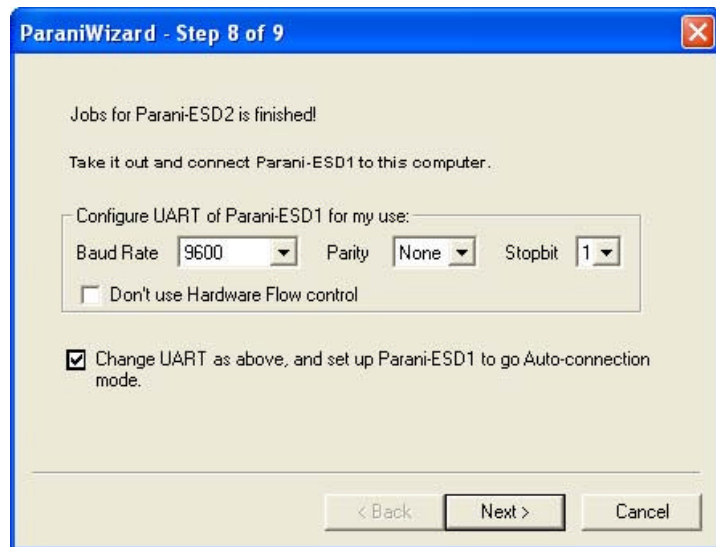 ParaniWizard - Step 8 of 9
Jobs for Parani-ESD2 is finished!
Take it out and connect Parani-ESD1 to this computer.
Configure UART of Parani-ESD1 for my use:
Baud Rate 9600 Parity None Stopbit 1
Don't use Hardware Flow control
Change UART as above, and set up Parani-ESD1 to go Auto-connection
mode.
< Back Next > Cancel